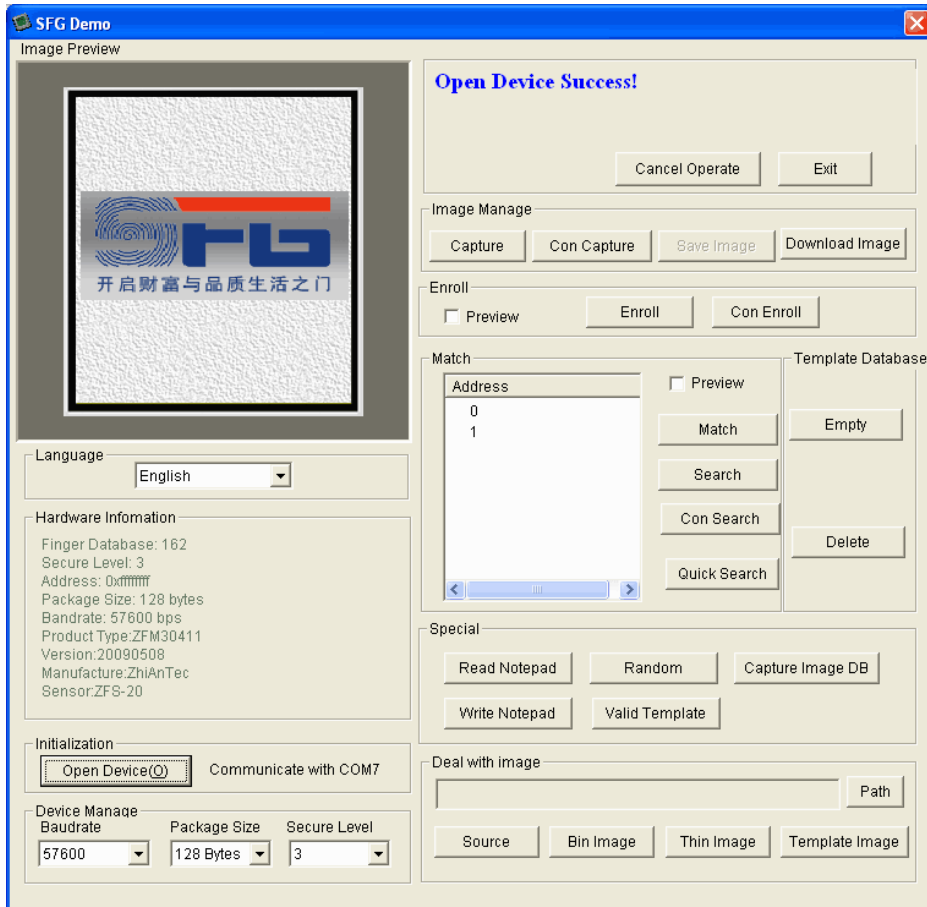 SFG Demo
Image Preview
SFG
开启财富与品质生活之门
Language
English
Hardware Infomation
Finger Database: 162
Secure Level: 3
Address: 0xffffffff
Package Size: 128 bytes
Bandrate: 57600 bps
Product Type:ZFM30411
Version:20090508
Manufacture:ZhiAnTec
Sensor:ZFS-20
Initialization
Open Device(O) Communicate with COM7
Device Manage
Baudrate Package Size Secure Level
57600 128 Bytes 3
Open Device Success!
Cancel Operate Exit
Image Manage
Capture Con Capture Save Image Download Image
Enroll
Preview Enroll Con Enroll
Match
Address
0
1
Preview
Match
Search
Con Search
Quick Search
Template Database
Empty
Delete
Special
Read Notepad Random Capture Image DB
Write Notepad Valid Template
Deal with image
Path
Source Bin Image Thin Image Template Image